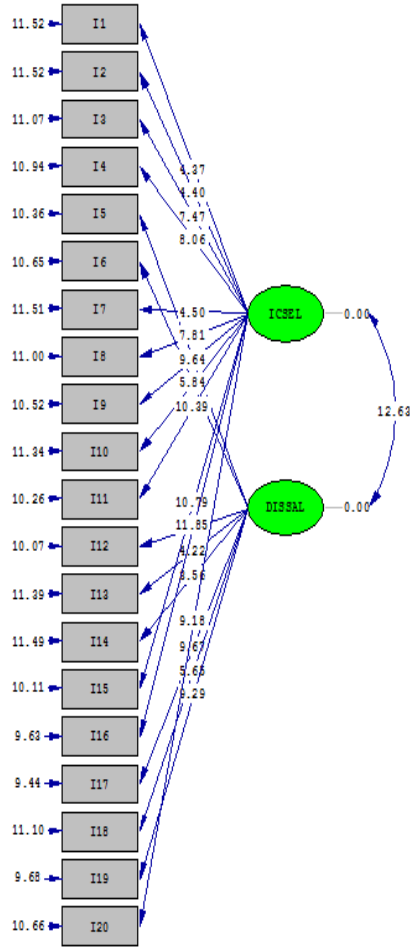 11.52 I1
11.52 I2
11.07 I3
10.94 I4
4.37
4.40
7.47
8.06
10.36 I5
10.65 I6
11.51 I7
4.50
ICSEL
0.00
11.00 I8
7.81
9.64
5.84
10.39
12.63
10.52 I9
11.34 I10
10.26 I11
10.79
11.85
DISSAL
0.00
10.07 I12
4.22
11.39 I13
11.49 I14
9.18
9.29
10.11 I15
9.63 I16
9.44 I17
11.10 I18
9.68 I19
10.66 I20